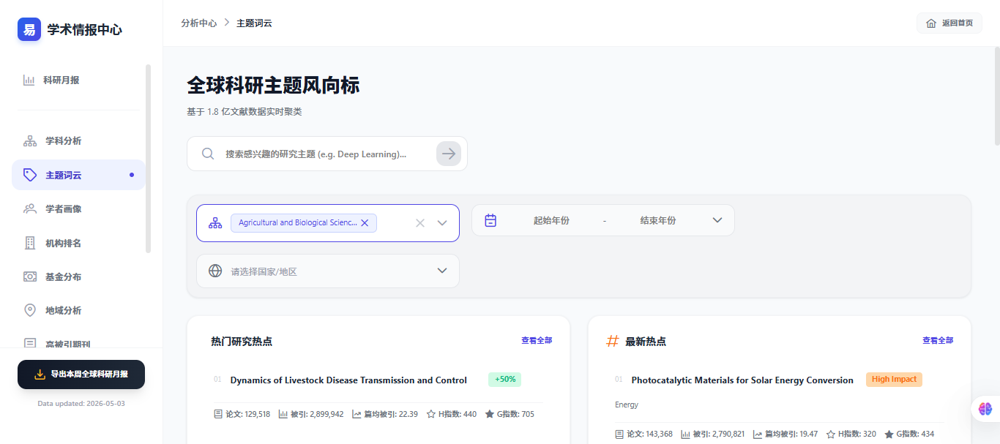 易 学术情报中心
科研月报
学科分析
主题词云
学者画像
机构排名
基金分布
地域分析
高被引期刊
导出本周全球科研月报
Data updated: 2026-05-03
分析中心 > 主题词云
返回首页
全球科研主题风向标
基于 1.8 亿文献数据实时聚类
搜索感兴趣的研究主题 (e.g. Deep Learning)...
Agricultural and Biological Scienc...
起始年份 - 结束年份
请选择国家/地区
热门研究热点 查看全部
01 Dynamics of Livestock Disease Transmission and Control +50%
论文: 129,518 被引: 2,899,942 篇均被引: 22.39 H指数: 440 G指数: 705
最新热点 查看全部
01 Photocatalytic Materials for Solar Energy Conversion High Impact
Energy
论文: 143,368 被引: 2,790,821 篇均被引: 19.47 H指数: 320 G指数: 434